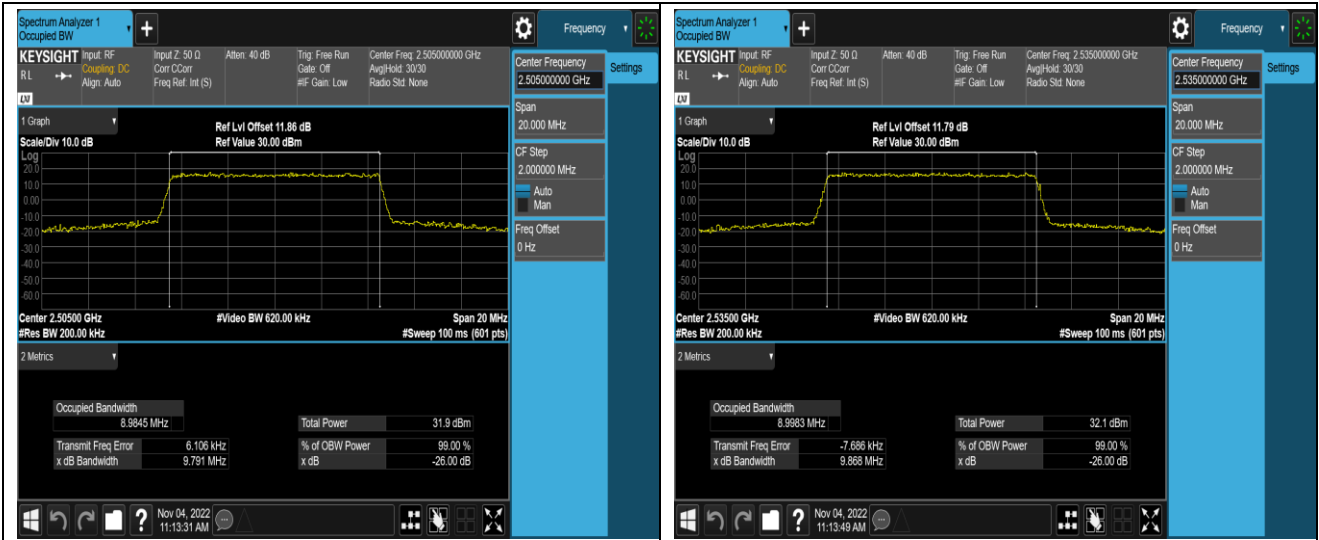 Spectrum Analyzer 1
Occupied BW
+
Frequency
KEYSIGHT
RL
Input: RF
Coupling: DC
Align: Auto
Input Z: 50 Ω
Corr CCorr
Freq Ref: Int (S)
Atten: 40 dB
Trig: Free Run
Gate: Off
#IF Gain: Low
Center Freq: 2.505000000 GHz
Avg|Hold: 30/30
Radio Std: None
LXI
Center Frequency
2.505000000 GHz
Settings
Span
20.000 MHz
CF Step
2.000000 MHz
Auto
Man
Freq Offset
0 Hz
1 Graph
Scale/Div 10.0 dB
Ref Lvl Offset 11.86 dB
Ref Value 30.00 dBm
Log
20.0
10.0
0.00
-10.0
-20.0
-30.0
-40.0
-50.0
-60.0
Center 2.50500 GHz
#Res BW 200.00 kHz
#Video BW 620.00 kHz
Span 20 MHz
#Sweep 100 ms (601 pts)
2 Metrics
Occupied Bandwidth
8.9845 MHz
Total Power 31.9 dBm
Transmit Freq Error 6.106 kHz
% of OBW Power 99.00 %
x dB Bandwidth 9.791 MHz
x dB -26.00 dB
?
Nov 04, 2022
11:13:31 AM
Spectrum Analyzer 1
Occupied BW
+
Frequency
KEYSIGHT
RL
Input: RF
Coupling: DC
Align: Auto
Input Z: 50 Ω
Corr CCorr
Freq Ref: Int (S)
Atten: 40 dB
Trig: Free Run
Gate: Off
#IF Gain: Low
Center Freq: 2.535000000 GHz
Avg|Hold: 30/30
Radio Std: None
LXI
Center Frequency
2.535000000 GHz
Settings
Span
20.000 MHz
CF Step
2.000000 MHz
Auto
Man
Freq Offset
0 Hz
1 Graph
Scale/Div 10.0 dB
Ref Lvl Offset 11.79 dB
Ref Value 30.00 dBm
Log
20.0
10.0
0.00
-10.0
-20.0
-30.0
-40.0
-50.0
-60.0
Center 2.53500 GHz
#Res BW 200.00 kHz
#Video BW 620.00 kHz
Span 20 MHz
#Sweep 100 ms (601 pts)
2 Metrics
Occupied Bandwidth
8.9983 MHz
Total Power 32.1 dBm
Transmit Freq Error -7.686 kHz
% of OBW Power 99.00 %
x dB Bandwidth 9.868 MHz
x dB -26.00 dB
?
Nov 04, 2022
11:13:49 AM